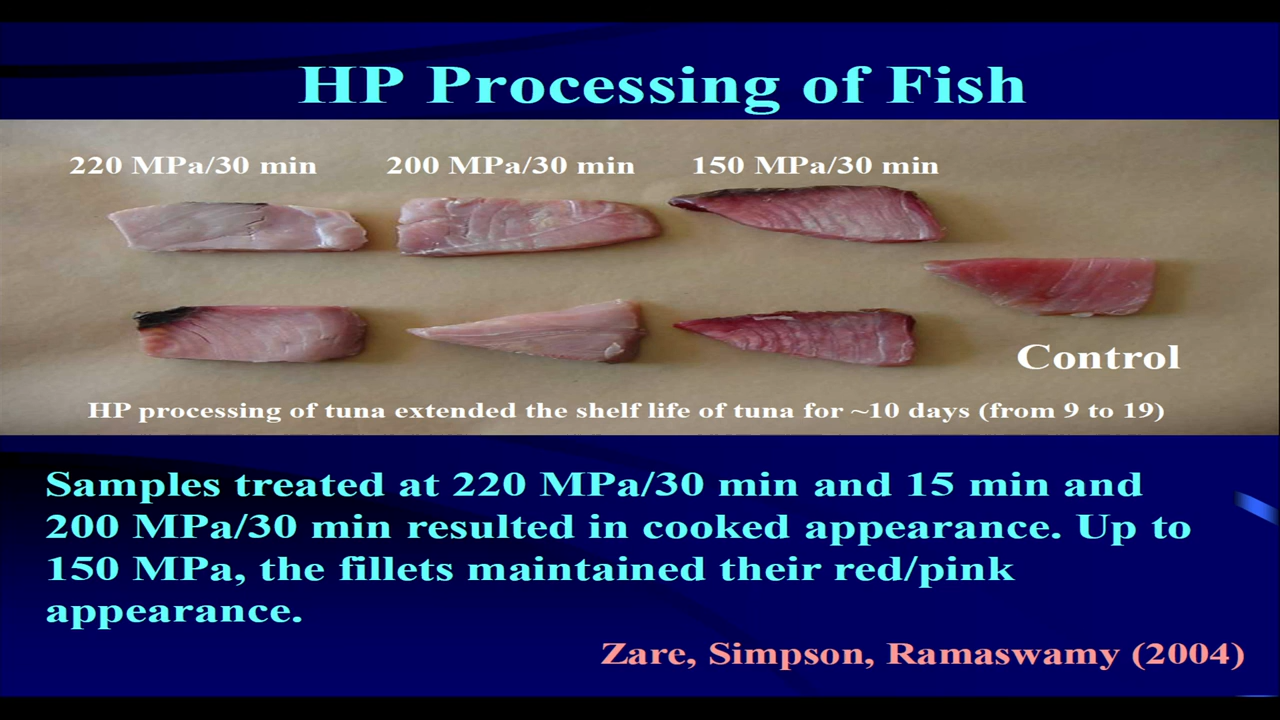 HP Processing of Fish
220 MPa/30 min
200 MPa/30 min
150 MPa/30 min
Control
HP processing of tuna extended the shelf life of tuna for ~10 days (from 9 to 19)
Samples treated at 220 MPa/30 min and 15 min and
200 MPa/30 min resulted in cooked appearance. Up to
150 MPa, the fillets maintained their red/pink
appearance.
Zare, Simpson, Ramaswamy (2004)